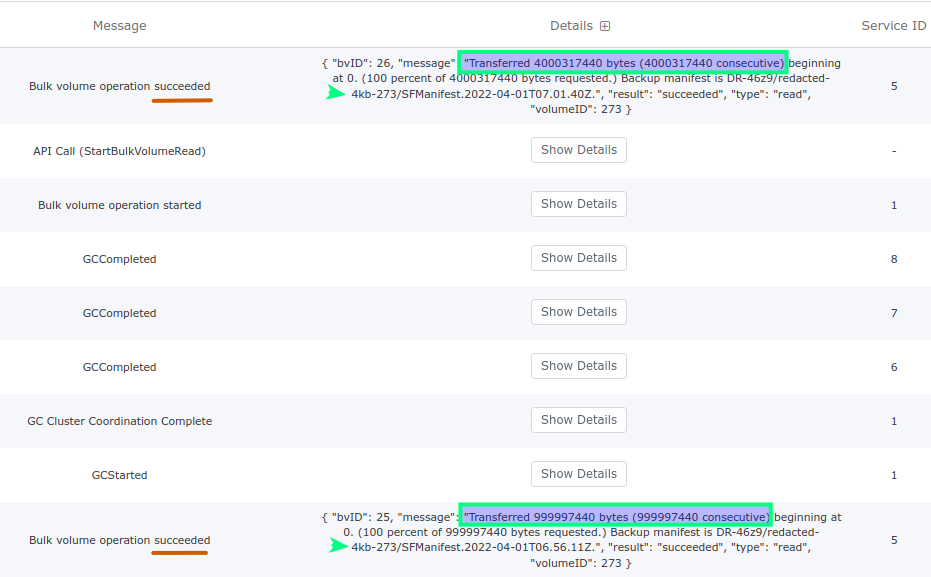 Message Details Service ID
{ "bvID": 26, "message": "Transferred 4000317440 bytes (4000317440 consecutive) beginning
at 0. (100 percent of 4000317440 bytes requested.) Backup manifest is DR-46z9/redacted-
4kb-273/SFManifest.2022-04-01T07.01.40Z.", "result": "succeeded", "type": "read",
"volumeID": 273 }
Bulk volume operation succeeded
5
API Call (StartBulkVolumeRead) Show Details -
Bulk volume operation started Show Details 1
GCCompleted Show Details 8
GCCompleted Show Details 7
GCCompleted Show Details 6
GC Cluster Coordination Complete Show Details 1
GCStarted Show Details 1
{ "bvID": 25, "message": "Transferred 999997440 bytes (999997440 consecutive) beginning at
0. (100 percent of 999997440 bytes requested.) Backup manifest is DR-46z9/redacted-
4kb-273/SFManifest.2022-04-01T06.56.11Z.", "result": "succeeded", "type": "read",
"volumeID": 273 }
Bulk volume operation succeeded
5